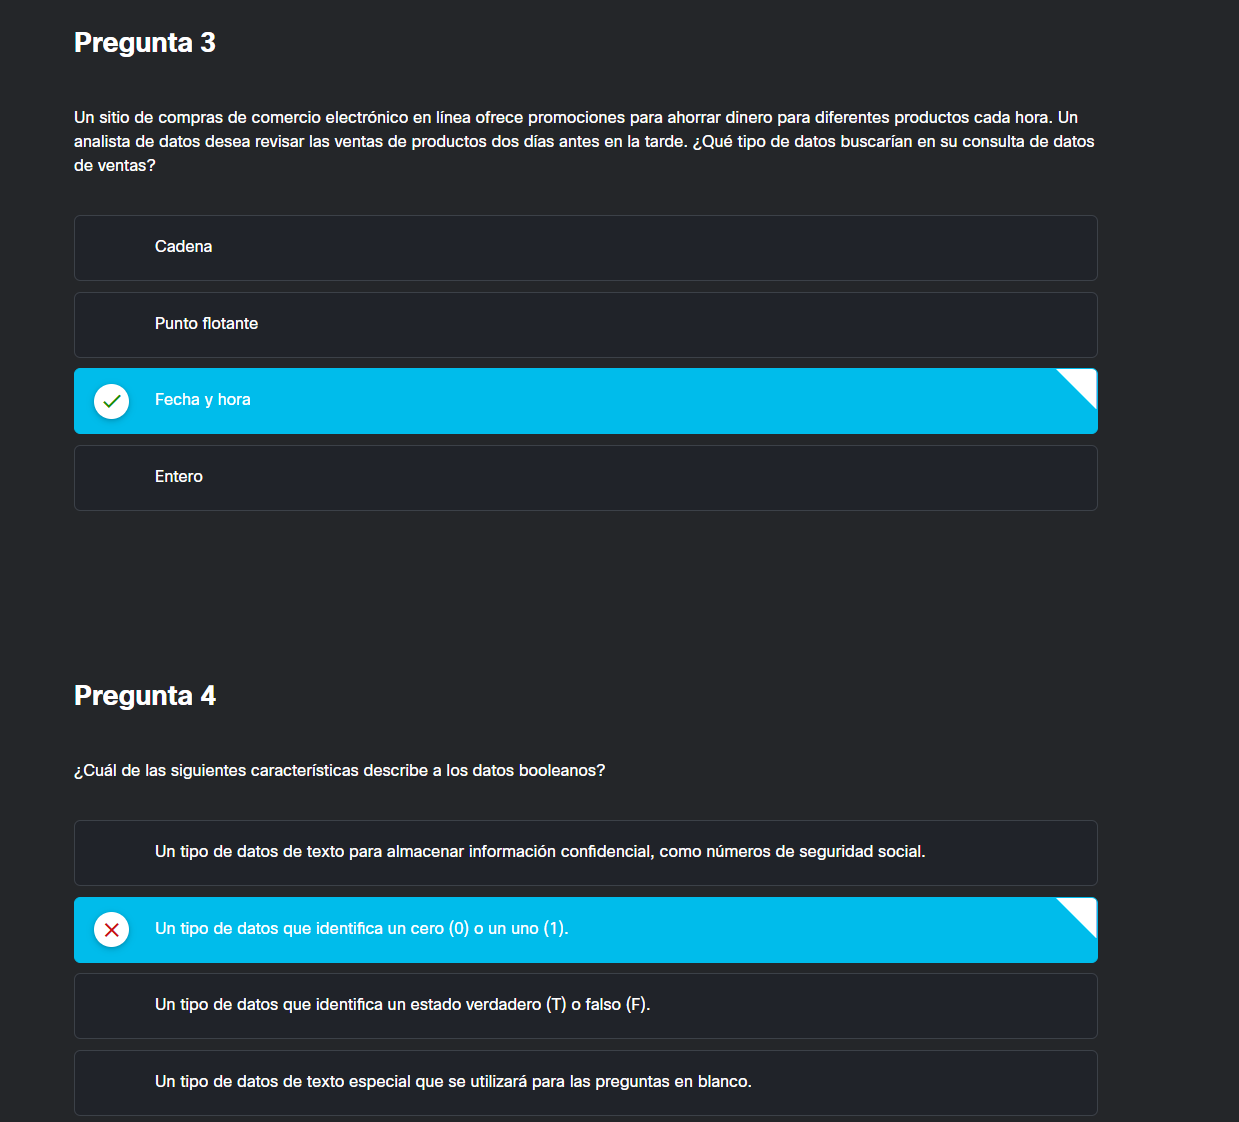 Pregunta 3
Un sitio de compras de comercio electrónico en línea ofrece promociones para ahorrar dinero para diferentes productos cada hora. Un
analista de datos desea revisar las ventas de productos dos días antes en la tarde. ¿Qué tipo de datos buscarían en su consulta de datos
de ventas?
Cadena
Punto flotante
Fecha y hora
Entero
Pregunta 4
¿Cuál de las siguientes características describe a los datos booleanos?
Un tipo de datos de texto para almacenar información confidencial, como números de seguridad social.
Un tipo de datos que identifica un cero (0) o un uno (1).
Un tipo de datos que identifica un estado verdadero (T) o falso (F).
Un tipo de datos de texto especial que se utilizará para las preguntas en blanco.